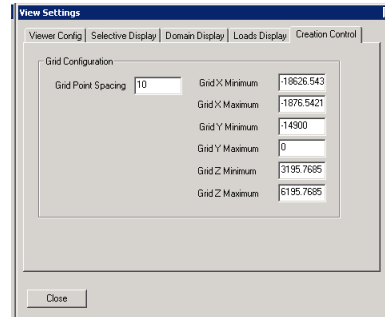 View Settings
Viewer Config Selective Display Domain Display Loads Display Creation Control
Grid Configuration
Grid Point Spacing 10 Grid X Minimum -18626.543
Grid X Maximum -1876.5421
Grid Y Minimum -14900
Grid Y Maximum 0
Grid Z Minimum 3195.7685
Grid Z Maximum 6195.7685
Close